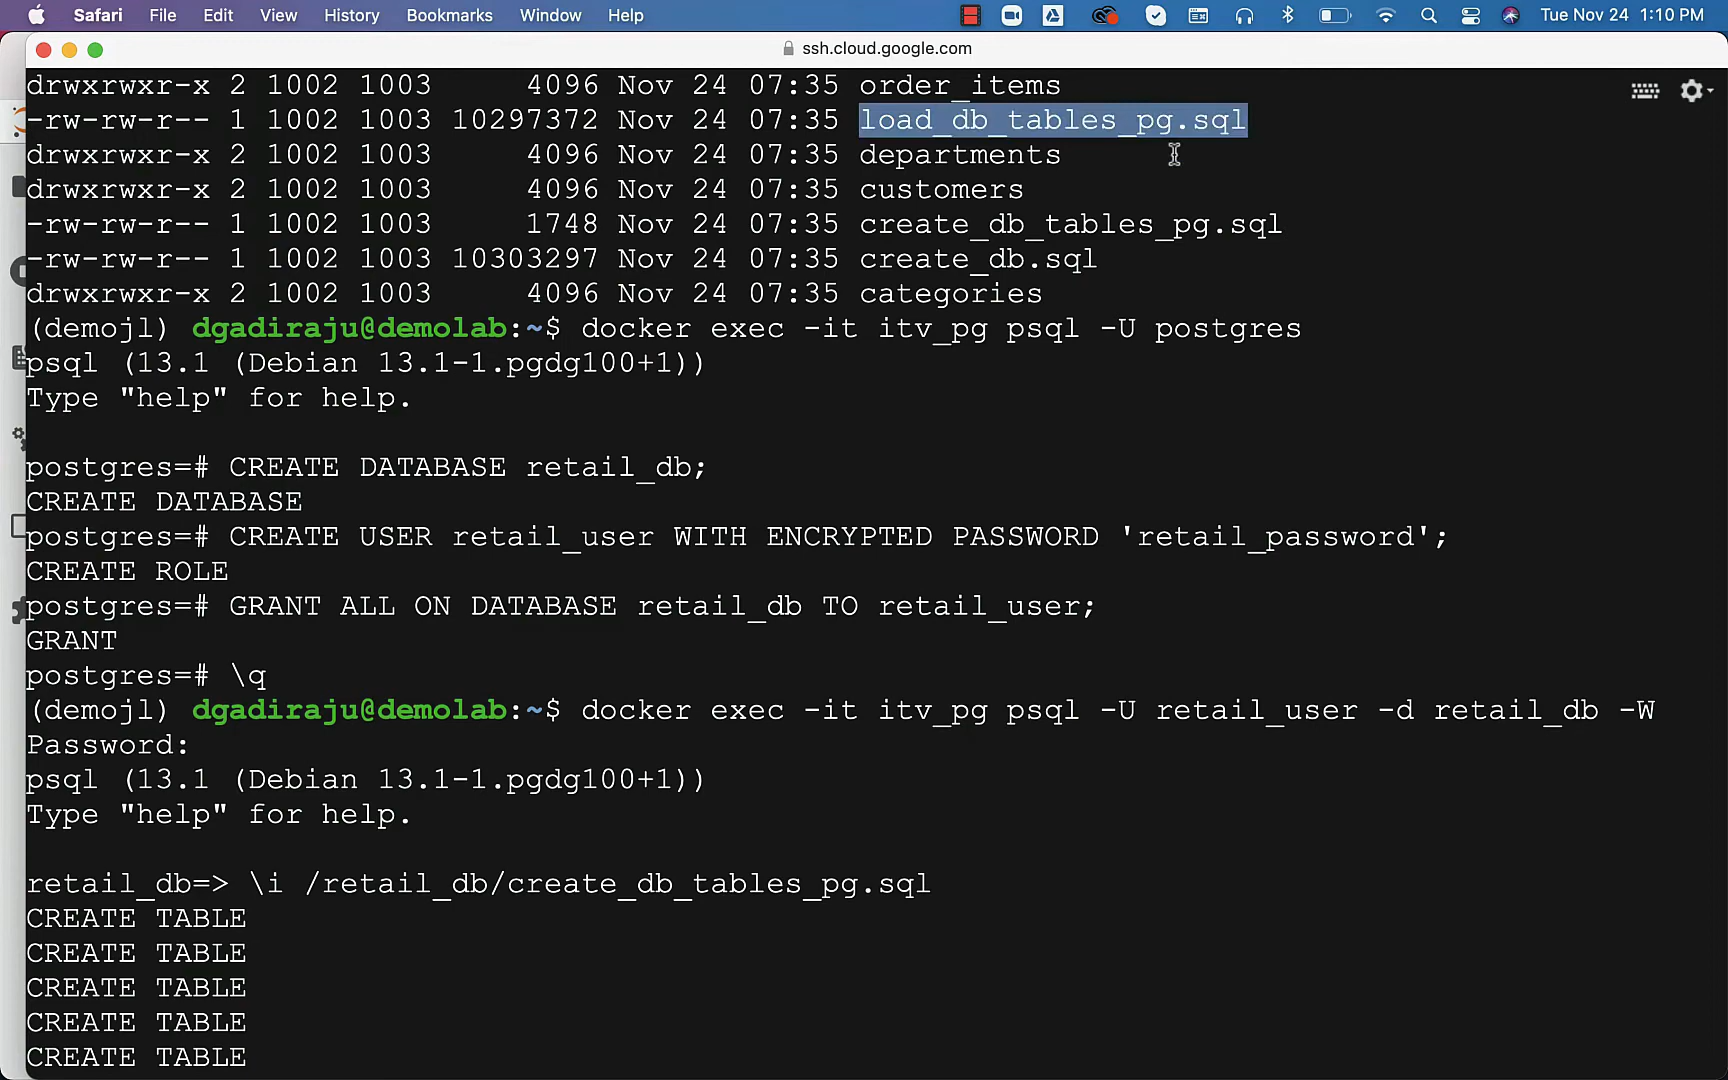 Safari File Edit View History Bookmarks Window Help Tue Nov 24 1:10 PM
ssh.cloud.google.com
drwxrwxr-x 2 1002 1003     4096 Nov 24 07:35 order_items
-rw-rw-r-- 1 1002 1003 10297372 Nov 24 07:35 load_db_tables_pg.sql
drwxrwxr-x 2 1002 1003     4096 Nov 24 07:35 departments
drwxrwxr-x 2 1002 1003     4096 Nov 24 07:35 customers
-rw-rw-r-- 1 1002 1003     1748 Nov 24 07:35 create_db_tables_pg.sql
-rw-rw-r-- 1 1002 1003 10303297 Nov 24 07:35 create_db.sql
drwxrwxr-x 2 1002 1003     4096 Nov 24 07:35 categories
(demojl) dgadiraju@demolab:~$ docker exec -it itv_pg psql -U postgres
psql (13.1 (Debian 13.1-1.pgdg100+1))
Type "help" for help.
postgres=# CREATE DATABASE retail_db;
CREATE DATABASE
postgres=# CREATE USER retail_user WITH ENCRYPTED PASSWORD 'retail_password';
CREATE ROLE
postgres=# GRANT ALL ON DATABASE retail_db TO retail_user;
GRANT
postgres=# \q
(demojl) dgadiraju@demolab:~$ docker exec -it itv_pg psql -U retail_user -d retail_db -W
Password:
psql (13.1 (Debian 13.1-1.pgdg100+1))
Type "help" for help.
retail_db=> \i /retail_db/create_db_tables_pg.sql
CREATE TABLE
CREATE TABLE
CREATE TABLE
CREATE TABLE
CREATE TABLE